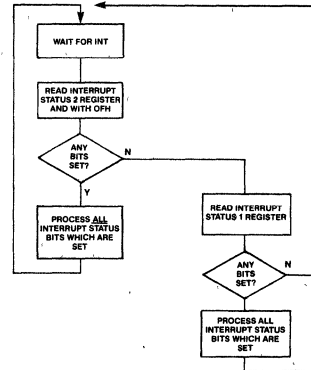 WAIT FOR INT
READ INTERRUPT
STATUS 2 REGISTER
AND WITH OFH
ANY
BITS
SET?
N
Y
PROCESS ALL
INTERRUPT STATUS
BITS WHICH ARE
SET
READ INTERRUPT
STATUS 1 REGISTER
ANY
BITS
SET?
N
PROCESS ALL
INTERRUPT STATUS
BITS WHICH ARE
SET